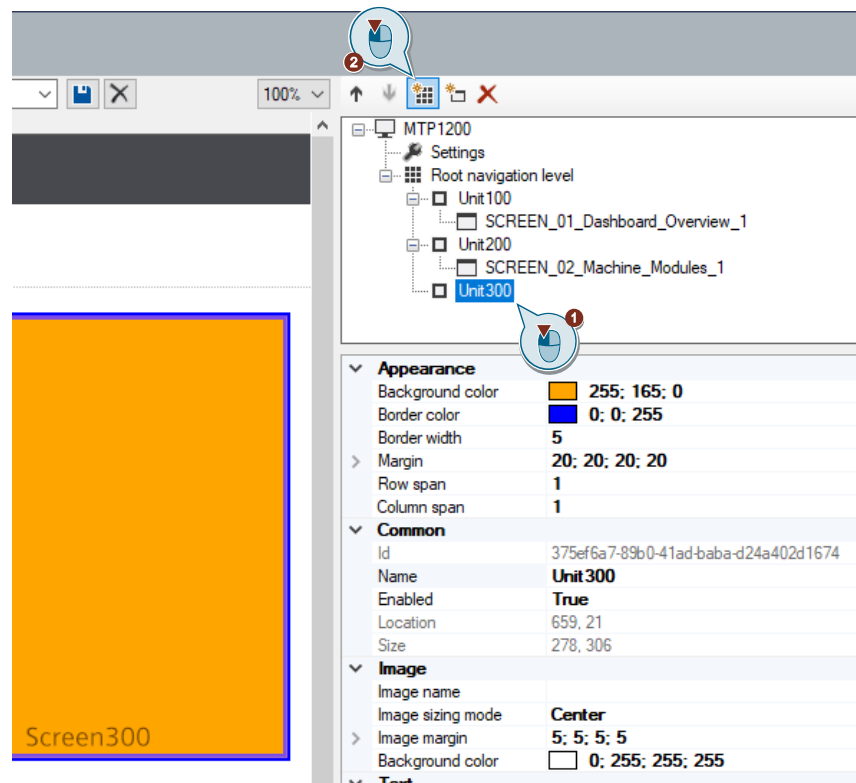 2
100%
MTP1200
Settings
Root navigation level
Unit100
SCREEN_01_Dashboard_Overview_1
Unit200
SCREEN_02_Machine_Modules_1
Unit300
1
Appearance
Background color 255; 165; 0
Border color 0; 0; 255
Border width 5
Margin 20; 20; 20; 20
Row span 1
Column span 1
Common
Id 375ef6a7-89b0-41ad-baba-d24a402d1674
Name Unit300
Enabled True
Location 659, 21
Size 278, 306
Image
Image name
Image sizing mode Center
Screen300
Image margin 5; 5; 5; 5
Background color 0; 255; 255; 255
Text